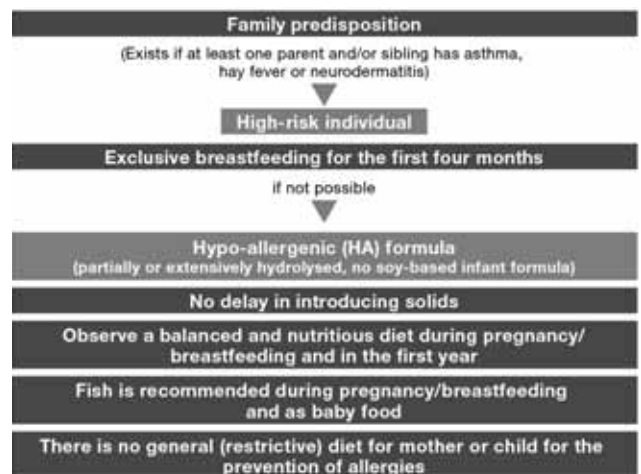 Family predisposition
(Exists if at least one parent and/or sibling has asthma,
hay fever or neurodermatitis)
High-risk individual
Exclusive breastfeeding for the first four months
if not possible
Hypo-allergenic (HA) formula
(partially or extensively hydrolysed, no soy-based infant formula)
No delay in introducing solids
Observe a balanced and nutritious diet during pregnancy/
breastfeeding and in the first year
Fish is recommended during pregnancy/breastfeeding
and as baby food
There is no general (restrictive) diet for mother or child for the
prevention of allergies